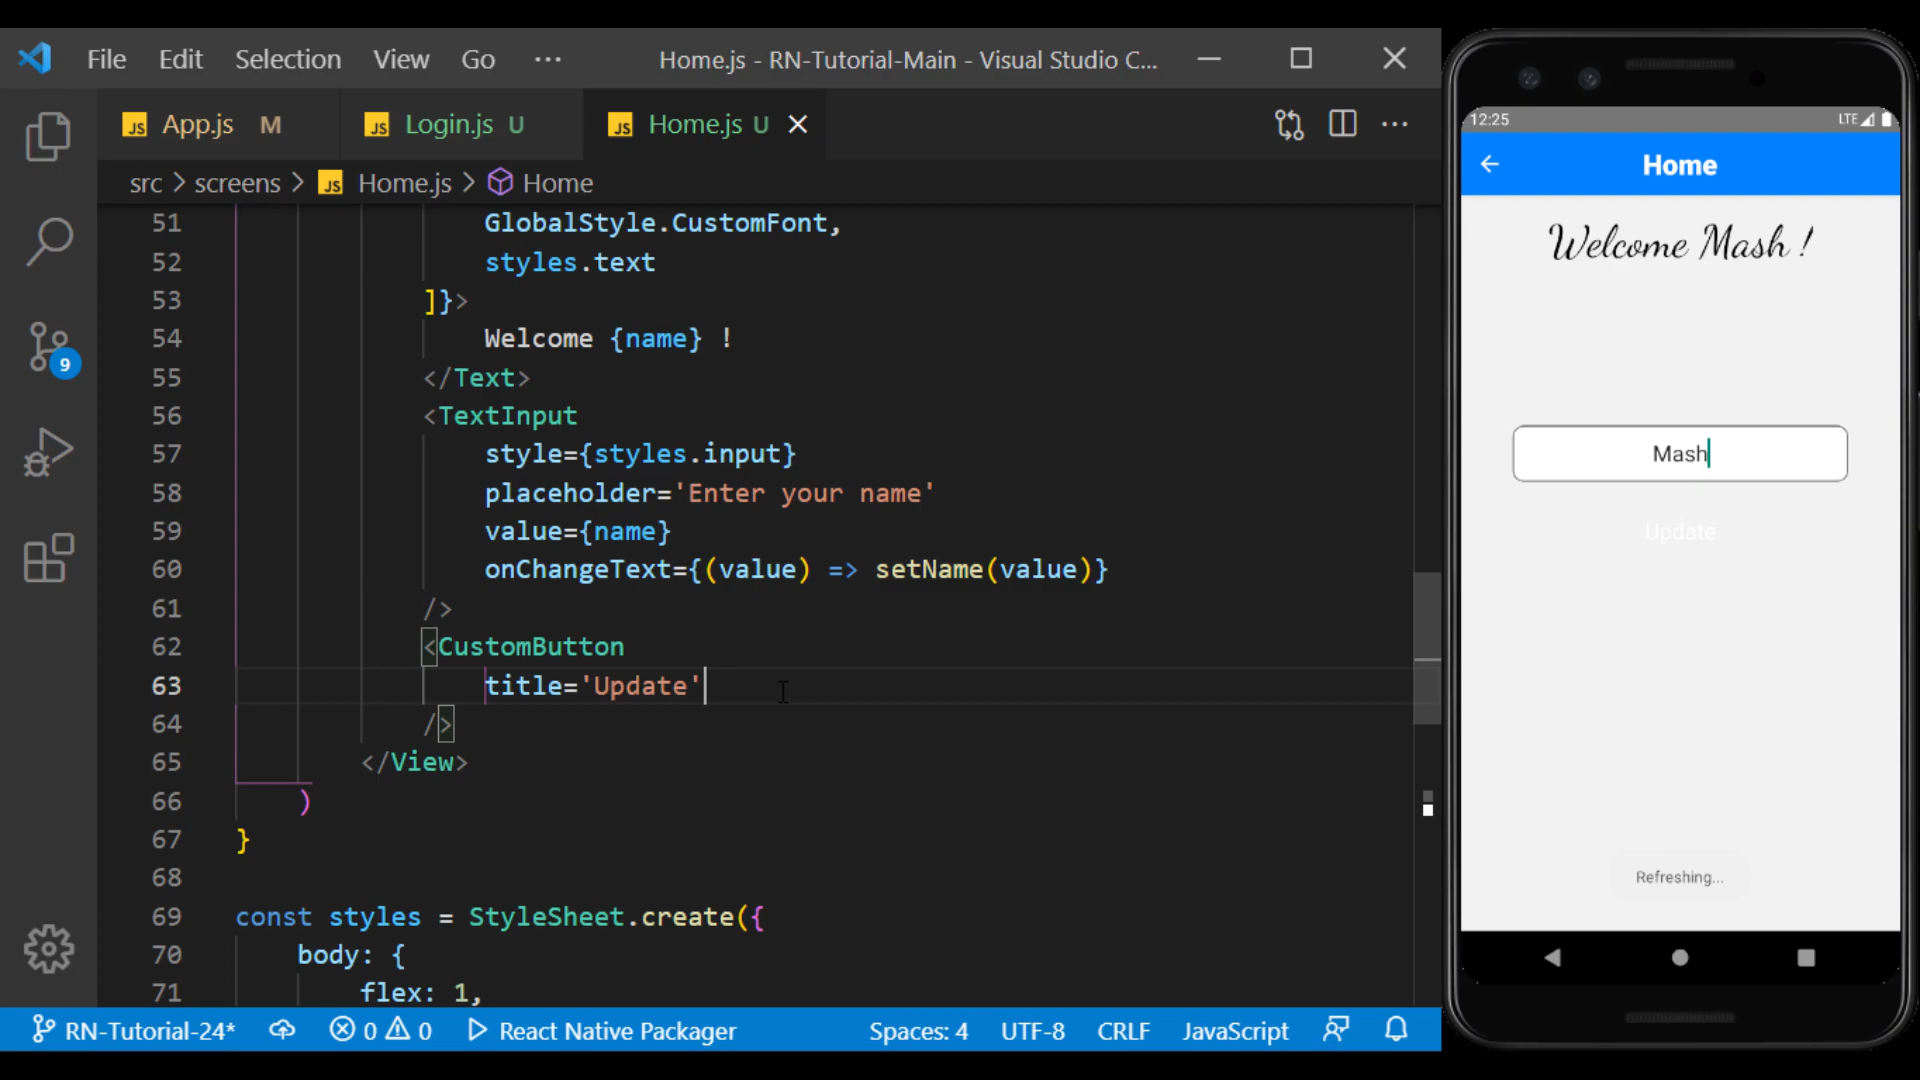 File Edit Selection View Go ··· Home.js - RN-Tutorial-Main - Visual Studio C...
JS App.js M JS Login.js U JS Home.js U
src > screens > JS Home.js > Home
51 GlobalStyle.CustomFont,
52 styles.text
53 ]}>
54 Welcome {name} !
55 </Text>
56 <TextInput
57 style={styles.input}
58 placeholder='Enter your name'
59 value={name}
60 onChangeText={(value) => setName(value)}
61 />
62 <CustomButton
63 title='Update'
64 />
65 </View>
66 )
67 }
68
69 const styles = StyleSheet.create({
70 body: {
71 flex: 1,
9
RN-Tutorial-24* 0 0 React Native Packager Spaces: 4 UTF-8 CRLF JavaScript
12:25 LTE
Home
Welcome Mash !
Mash
Update
Refreshing...